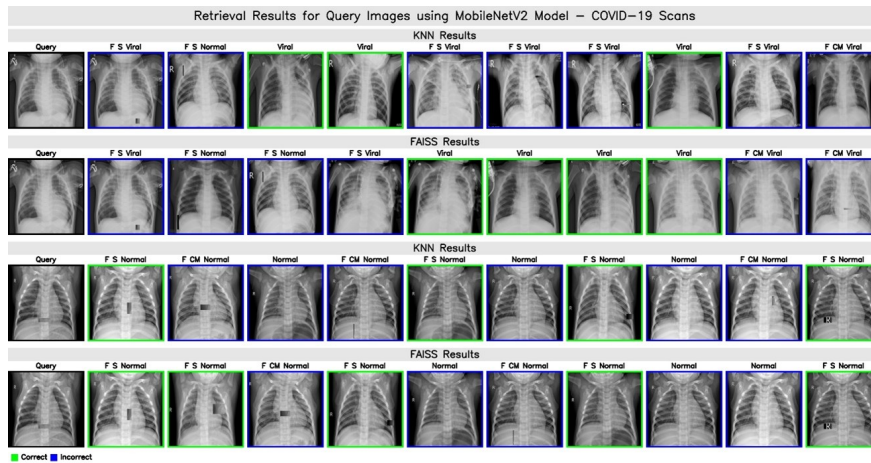 Retrieval Results for Query Images using MobileNetV2 Model – COVID-19 Scans
KNN Results
Query F S Viral F S Normal Viral Viral F S Viral F S Viral F S Viral Viral F S Viral F CM Viral
R R R R
FAISS Results
Query F S Viral F S Normal F S Normal F S Viral Viral Viral Viral Viral F CM Viral F CM Viral
R
KNN Results
Query F S Normal F CM Normal Normal F CM Normal F S Normal Normal F S Normal Normal F CM Normal F S Normal
FAISS Results
Query F S Normal F S Normal F CM Normal F S Normal Normal F CM Normal F S Normal Normal Normal F S Normal
Correct Incorrect